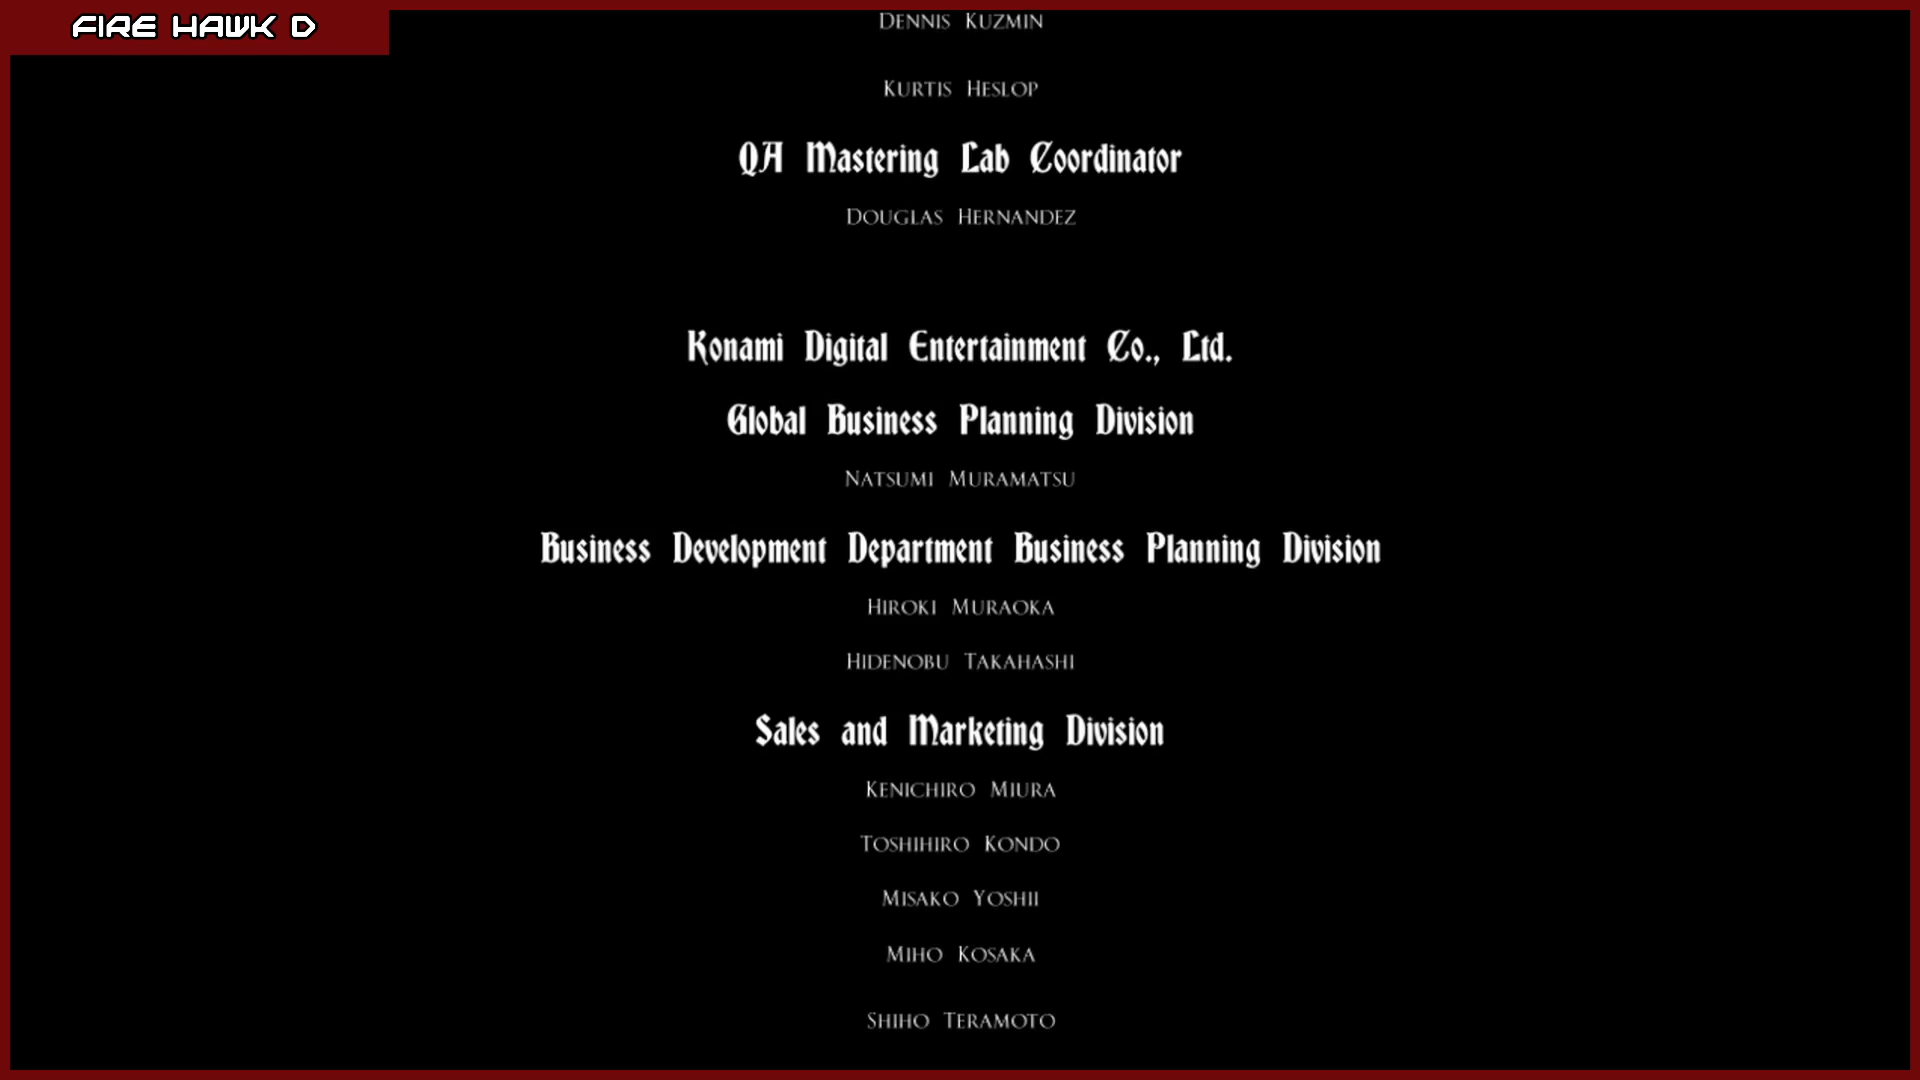 FIRE HAWK D
Dennis Kuzmin
Kurtis Heslop
QA Mastering Lab Coordinator
Douglas Hernandez
Konami Digital Entertainment Co., Ltd.
Global Business Planning Division
Natsumi Muramatsu
Business Development Department Business Planning Division
Hiroki Muraoka
Hidenobu Takahashi
Sales and Marketing Division
Kenichiro Miura
Toshihiro Kondo
Misako Yoshii
Miho Kosaka
Shiho Teramoto